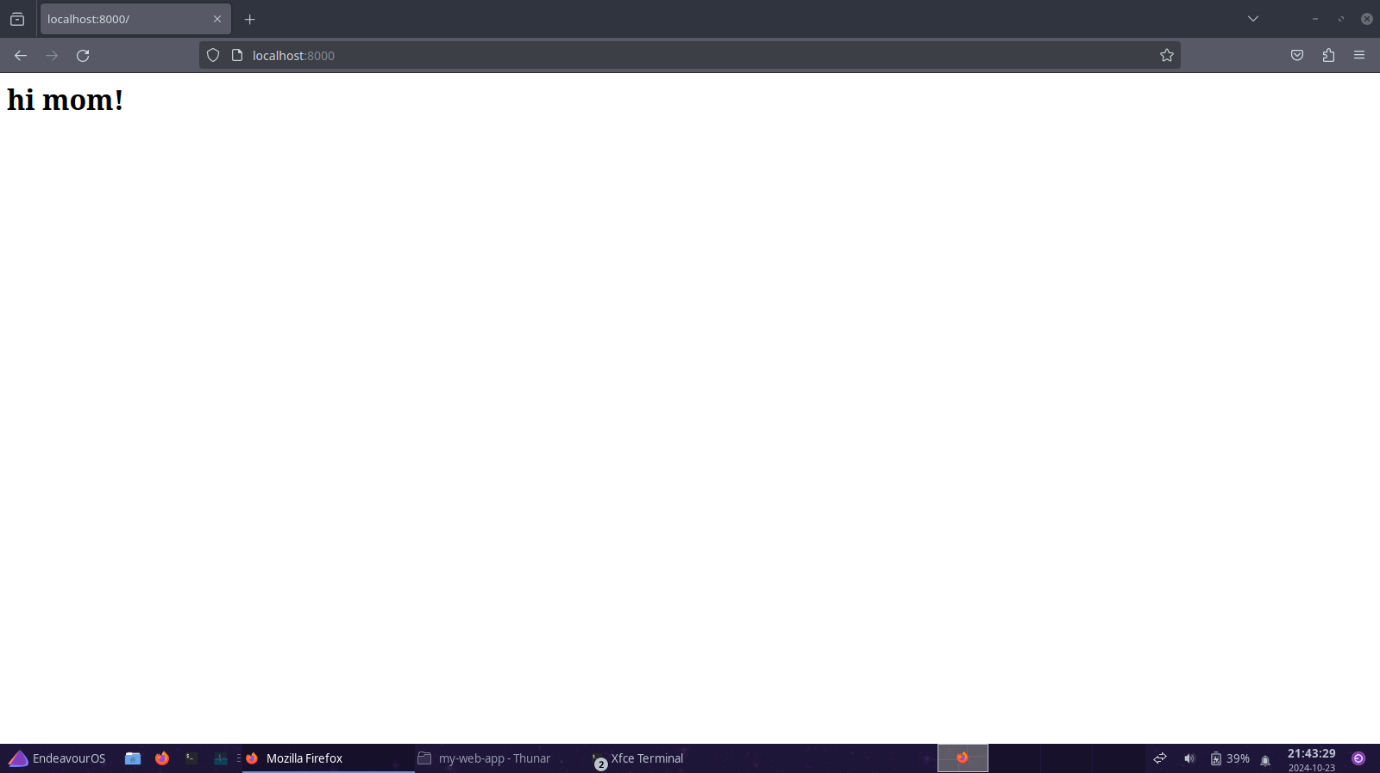 localhost:8000/
localhost:8000
hi mom!
EndeavourOS
Mozilla Firefox
my-web-app - Thunar
2
Xfce Terminal
39%
21:43:29
2024-10-23